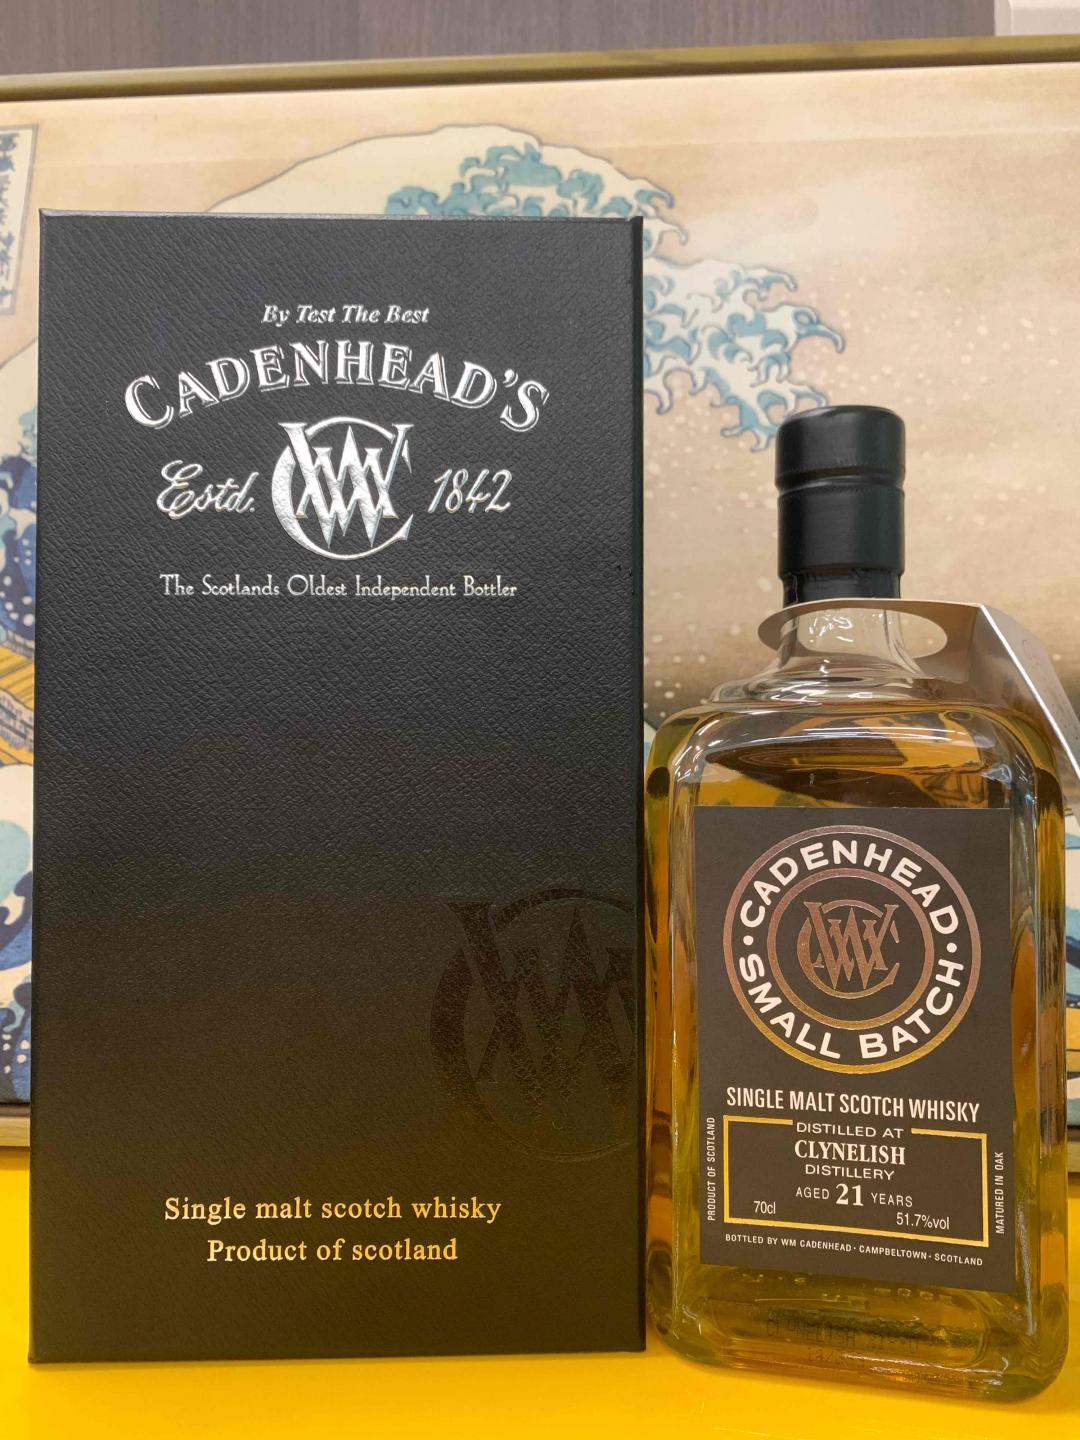 By Test The Best
CADENHEAD'S
Estd. 1842
The Scotlands Oldest Independent Bottler
Single malt scotch whisky
Product of scotland
CADENHEAD
· SMALL BATCH ·
SINGLE MALT SCOTCH WHISKY
DISTILLED AT
CLYNELISH
DISTILLERY
AGED 21 YEARS
70cl 51.7%vol
PRODUCT OF SCOTLAND
MATURED IN OAK
BOTTLED BY WM CADENHEAD · CAMPBELTOWN · SCOTLAND
CLYNELISH